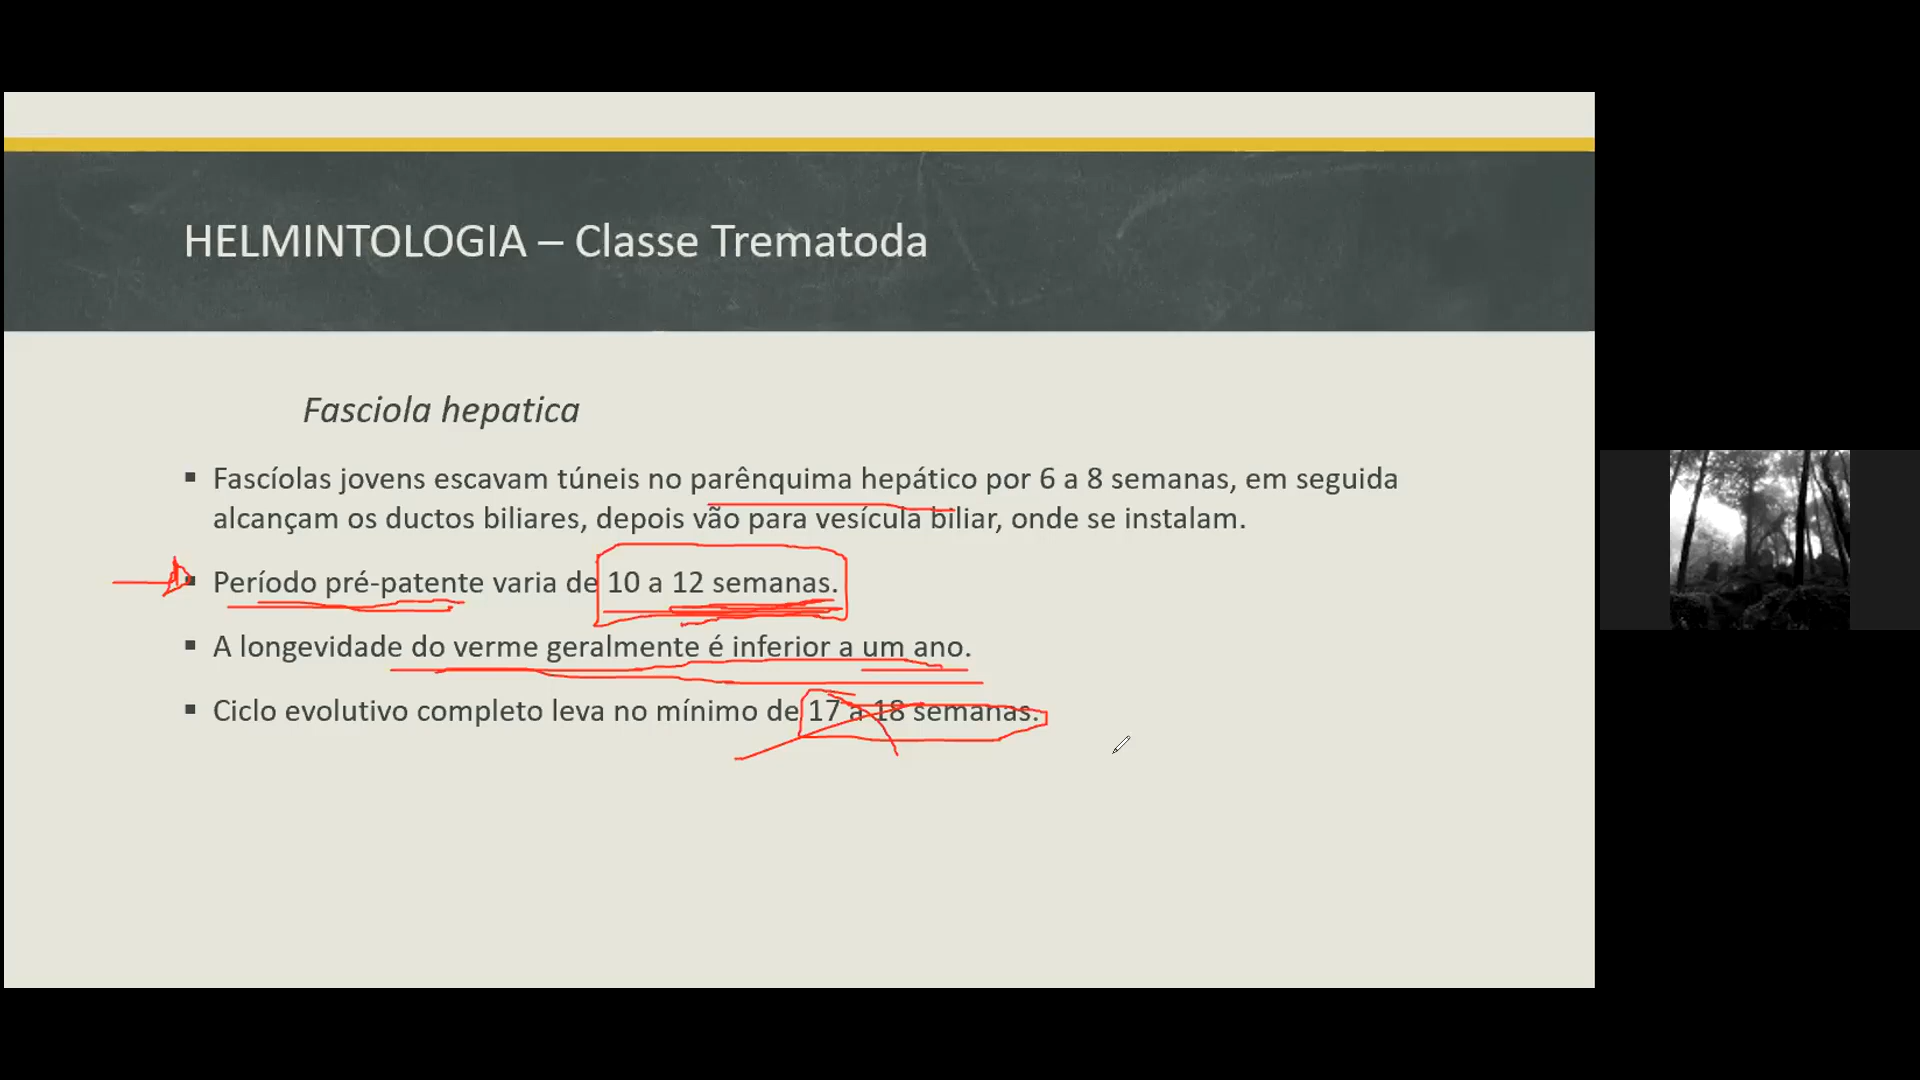 HELMINTOLOGIA – Classe Trematoda
Fasciola hepatica
▪ Fascíolas jovens escavam túneis no parênquima hepático por 6 a 8 semanas, em seguida
alcançam os ductos biliares, depois vão para vesícula biliar, onde se instalam.
▪ Período pré-patente varia de 10 a 12 semanas.
▪ A longevidade do verme geralmente é inferior a um ano.
▪ Ciclo evolutivo completo leva no mínimo de 17 a 18 semanas.